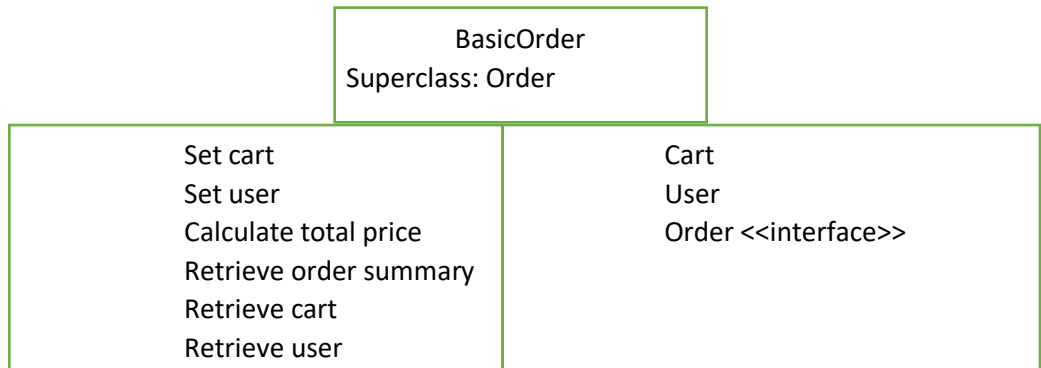 BasicOrder
Superclass: Order
Set cart
Set user
Calculate total price
Retrieve order summary
Retrieve cart
Retrieve user
Cart
User
Order <<interface>>